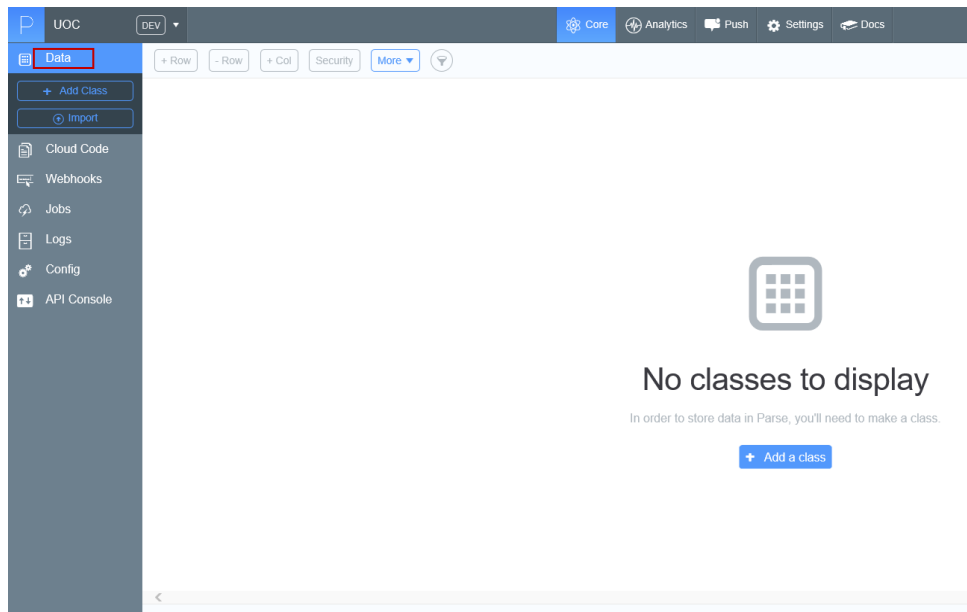 P UOC DEV Core Analytics Push Settings Docs
Data + Row - Row + Col Security More
+ Add Class
Import
Cloud Code
Webhooks
Jobs
Logs
Config
API Console
No classes to display
In order to store data in Parse, you'll need to make a class.
+ Add a class